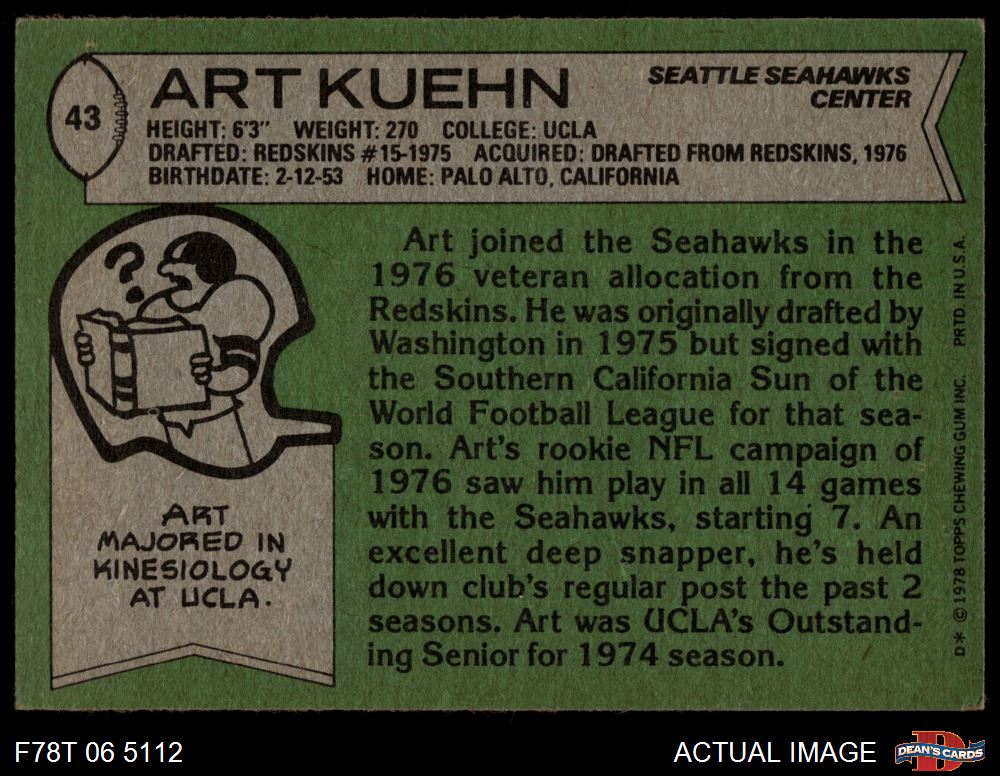 43
ART KUEHN
SEATTLE SEAHAWKS
CENTER
HEIGHT: 6'3" WEIGHT: 270 COLLEGE: UCLA
DRAFTED: REDSKINS #15-1975 ACQUIRED: DRAFTED FROM REDSKINS, 1976
BIRTHDATE: 2-12-53 HOME: PALO ALTO, CALIFORNIA
?
ART
MAJORED IN
KINESIOLOGY
AT UCLA.
Art joined the Seahawks in the
1976 veteran allocation from the
Redskins. He was originally drafted by
Washington in 1975 but signed with
the Southern California Sun of the
World Football League for that sea-
son. Art's rookie NFL campaign of
1976 saw him play in all 14 games
with the Seahawks, starting 7. An
excellent deep snapper, he's held
down club's regular post the past 2
seasons. Art was UCLA's Outstand-
ing Senior for 1974 season.
D* © 1978 TOPPS CHEWING GUM INC. PRTD. IN U.S.A.
F78T 06 5112
ACTUAL IMAGE
DEAN'S CARDS